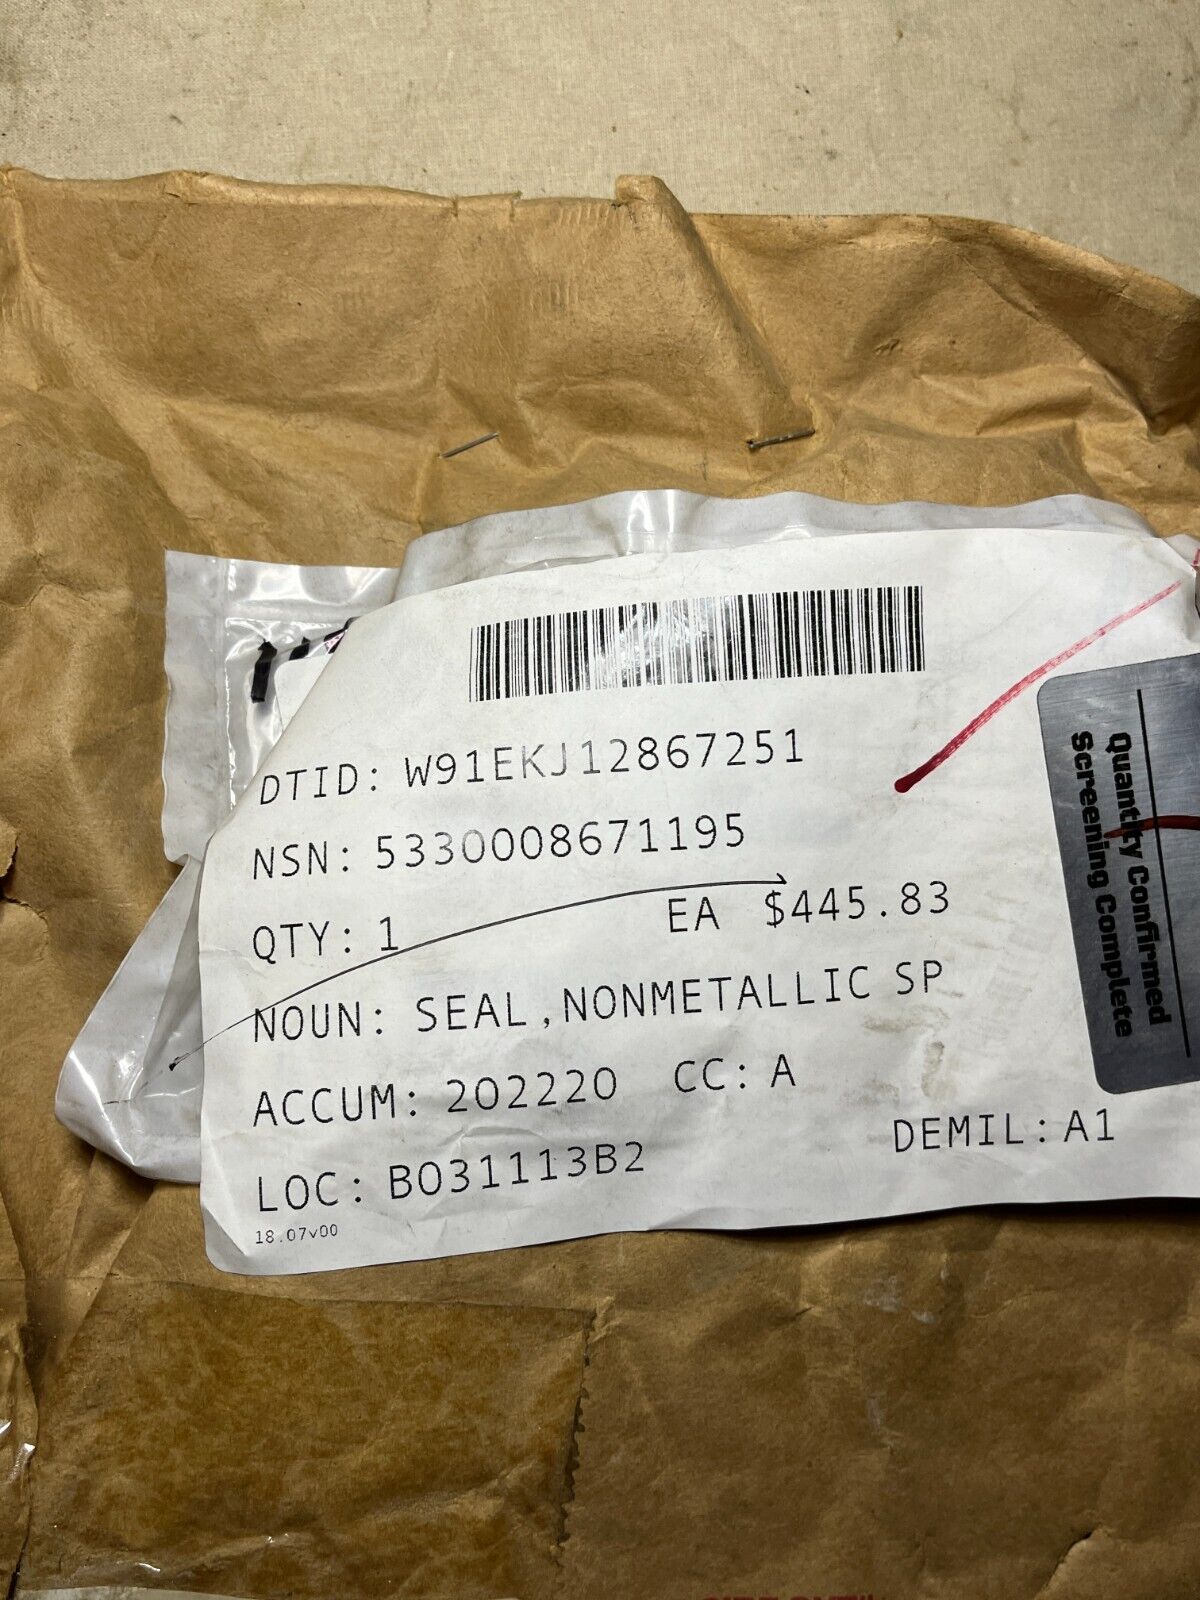 DTID: W91EKJ12867251
NSN: 5330008671195
QTY: 1 EA $445.83
NOUN: SEAL,NONMETALLIC SP
ACCUM: 202220 CC: A
LOC: B031113B2 DEMIL: A1
18.07v00
Quantity Confirmed
Screening Complete